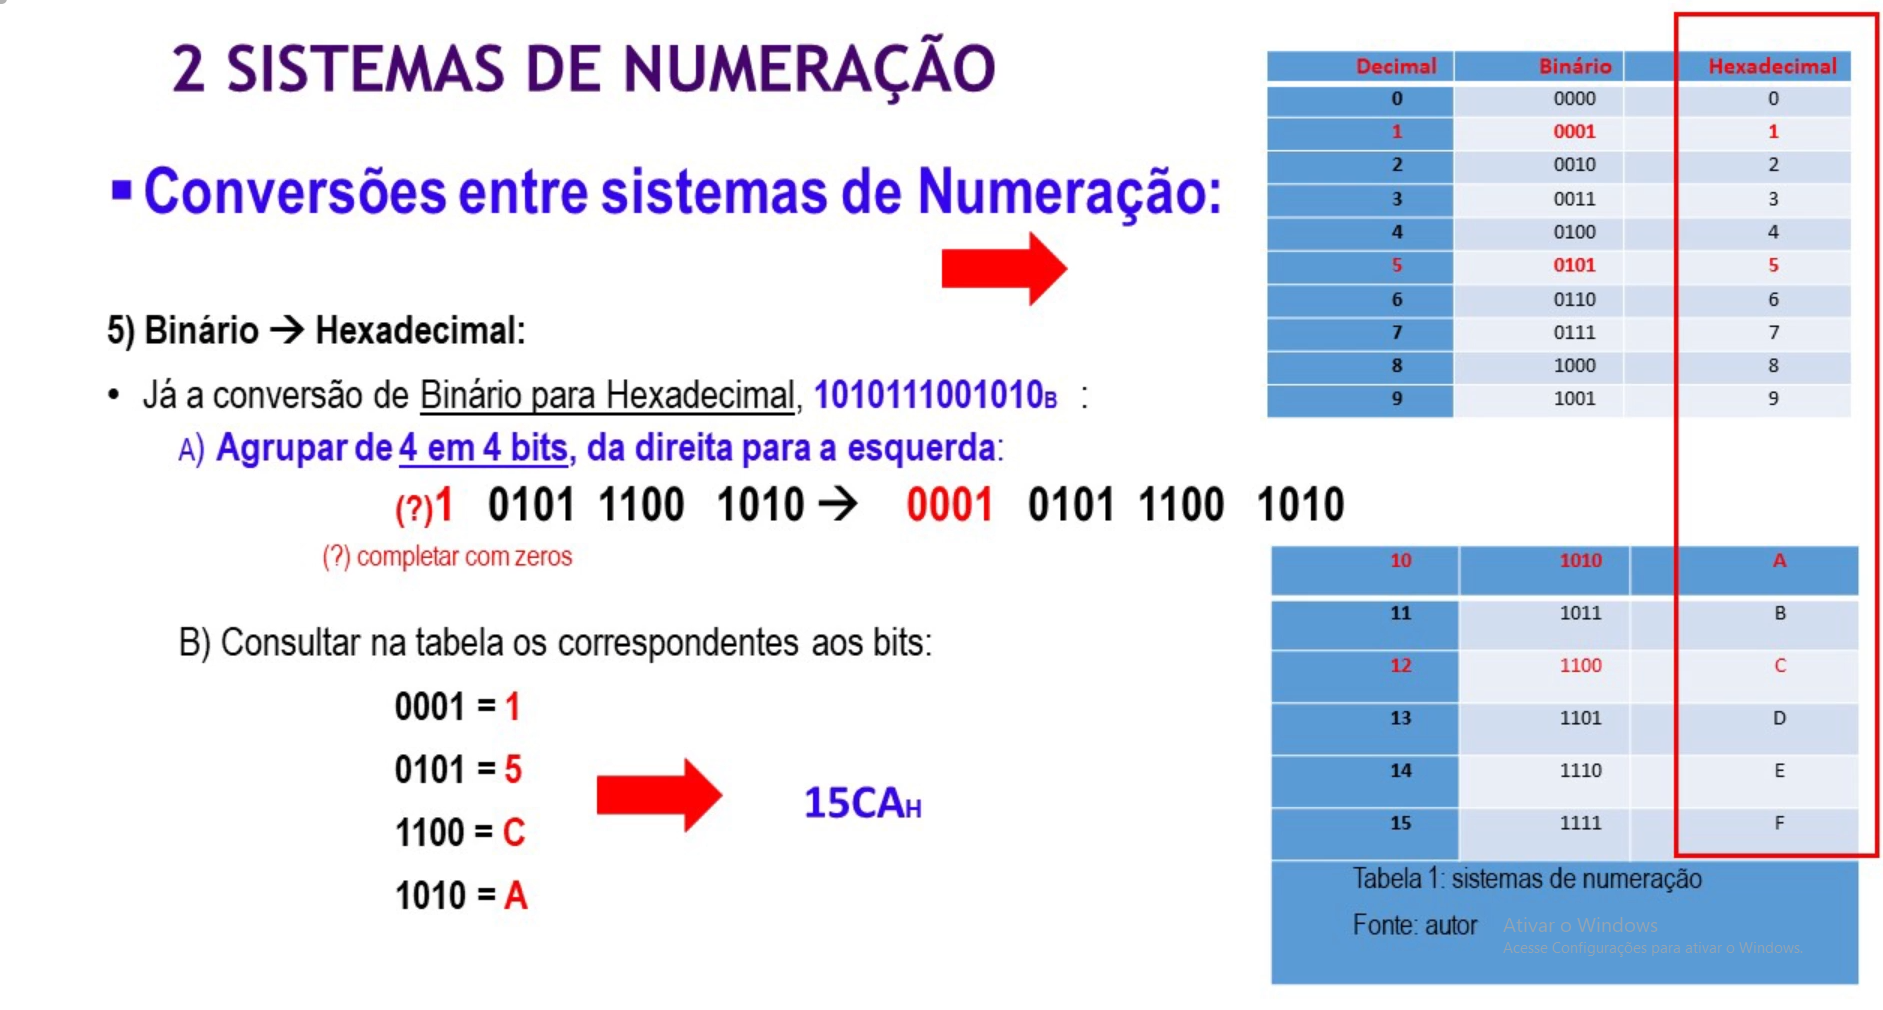 2 SISTEMAS DE NUMERAÇÃO
▪ Conversões entre sistemas de Numeração:
5) Binário → Hexadecimal:
• Já a conversão de Binário para Hexadecimal, 1010111001010B :
A) Agrupar de 4 em 4 bits, da direita para a esquerda:
(?)1 0101 1100 1010 → 0001 0101 1100 1010
(?) completar com zeros
B) Consultar na tabela os correspondentes aos bits:
0001 = 1
0101 = 5
1100 = C
1010 = A
15CAH
Decimal Binário Hexadecimal
0 0000 0
1 0001 1
2 0010 2
3 0011 3
4 0100 4
5 0101 5
6 0110 6
7 0111 7
8 1000 8
9 1001 9
10 1010 A
11 1011 B
12 1100 C
13 1101 D
14 1110 E
15 1111 F
Tabela 1: sistemas de numeração
Fonte: autor
Ativar o Windows
Acesse Configurações para ativar o Windows.